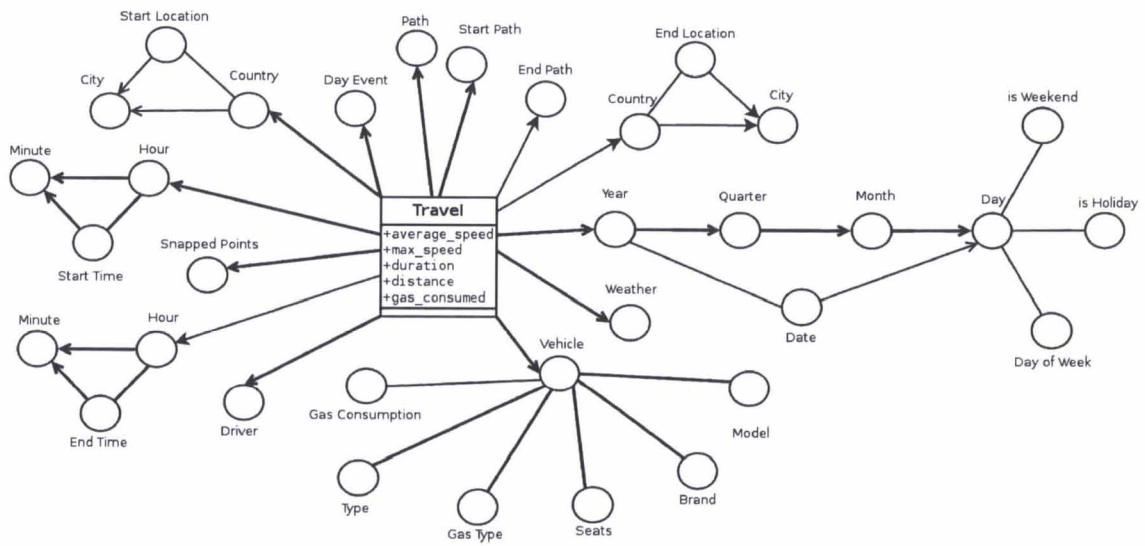 Start Location
Path
Start Path
End Location
City
Country
Day Event
End Path
Country
City
is Weekend
Minute
Hour
Travel
Year
Quarter
Month
Day
is Holiday
+average_speed
+max_speed
+duration
+distance
+gas_consumed
Snapped Points
Start Time
Weather
Minute
Hour
Date
Vehicle
Day of Week
Gas Consumption
Driver
End Time
Model
Type
Gas Type
Seats
Brand